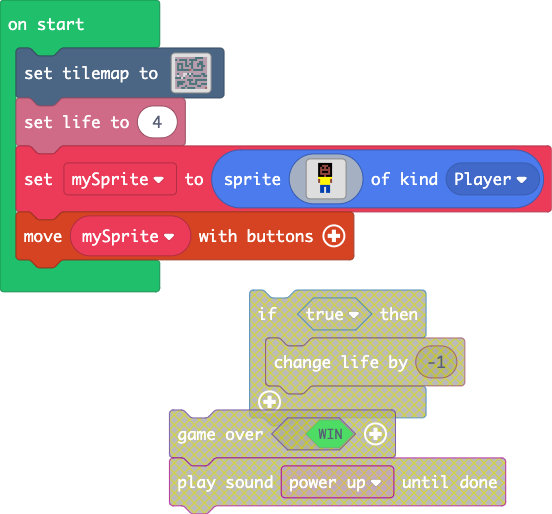 on start
set tilemap to
set life to 4
set mySprite to sprite of kind Player
move mySprite with buttons
if true then
change life by -1
game over WIN
play sound power up until done